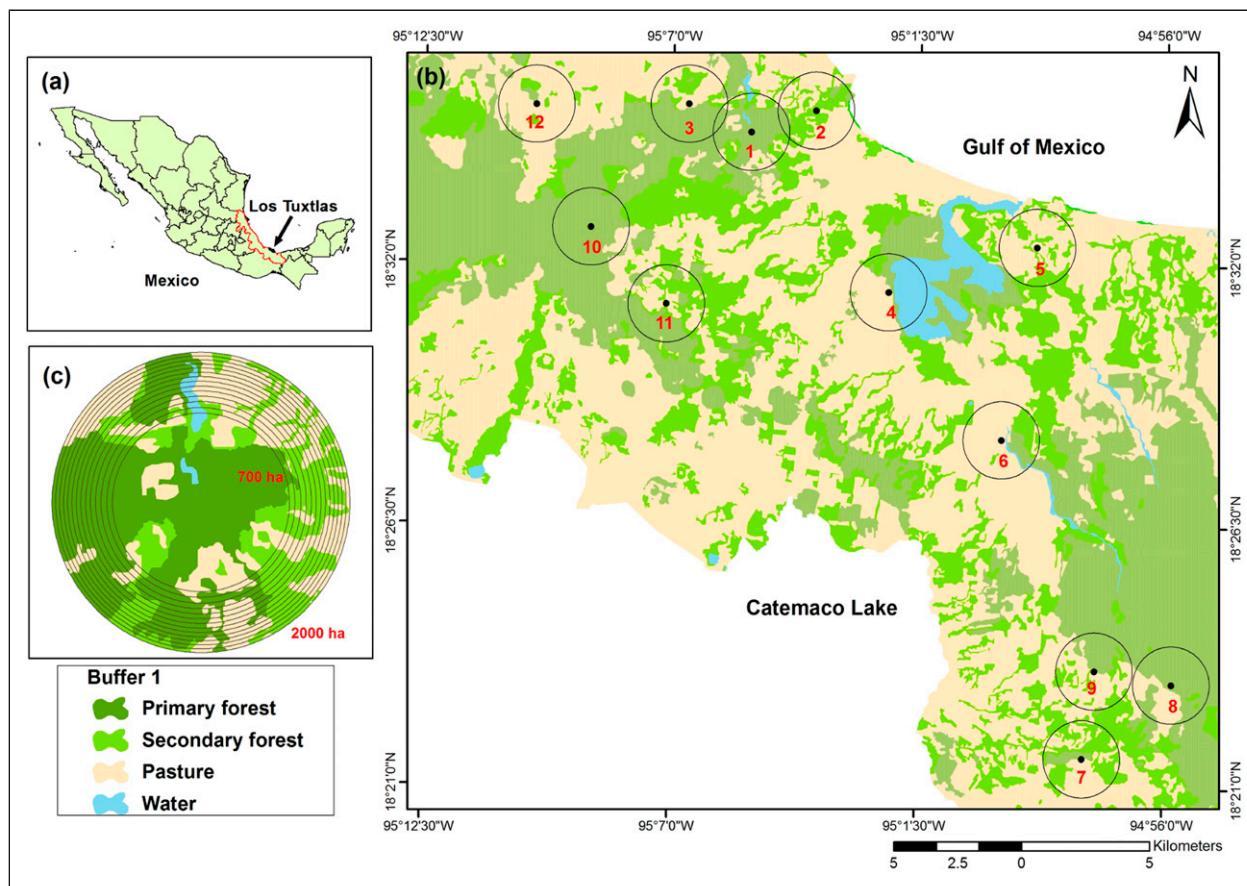 (a)
Los Tuxtlas
Mexico
(c)
700 ha
2000 ha
Buffer 1
Primary forest
Secondary forest
Pasture
Water
95°12'30"W 95°7'0"W 95°1'30"W 94°56'0"W
(b)
N
Gulf of Mexico
12
3
1
2
10
11
4
5
6
9
8
7
18°32'0"N
18°32'0"N
18°26'30"N
18°26'30"N
18°21'0"N
18°21'0"N
Catemaco Lake
95°12'30"W 95°7'0"W 95°1'30"W 94°56'0"W
Kilometers
5 2.5 0 5